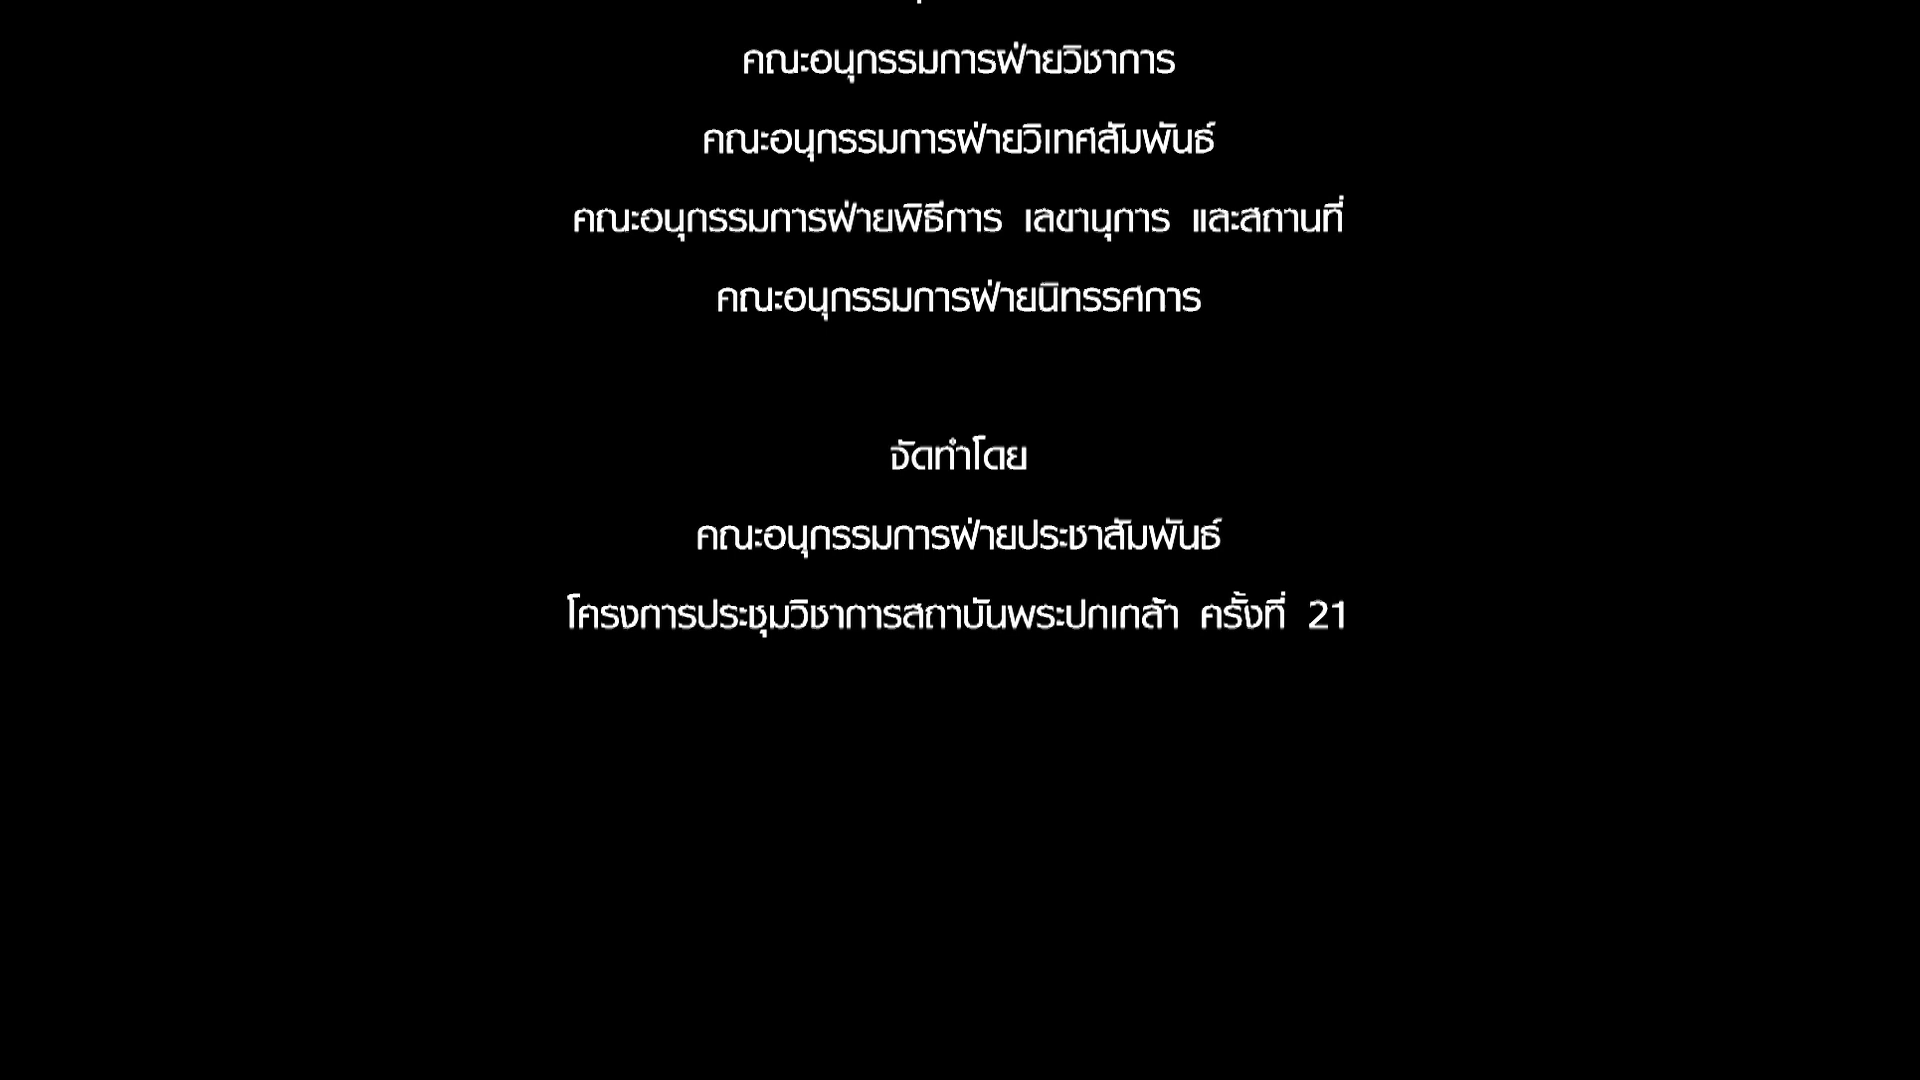 คณะอนุกรรมการฝ่ายวิชาการ
คณะอนุกรรมการฝ่ายวิเทศสัมพันธ์
คณะอนุกรรมการฝ่ายพิธีการ เลขานุการ และสถานที่
คณะอนุกรรมการฝ่ายนิทรรศการ
จัดทำโดย
คณะอนุกรรมการฝ่ายประชาสัมพันธ์
โครงการประชุมวิชาการสถาบันพระปกเกล้า ครั้งที่ 21